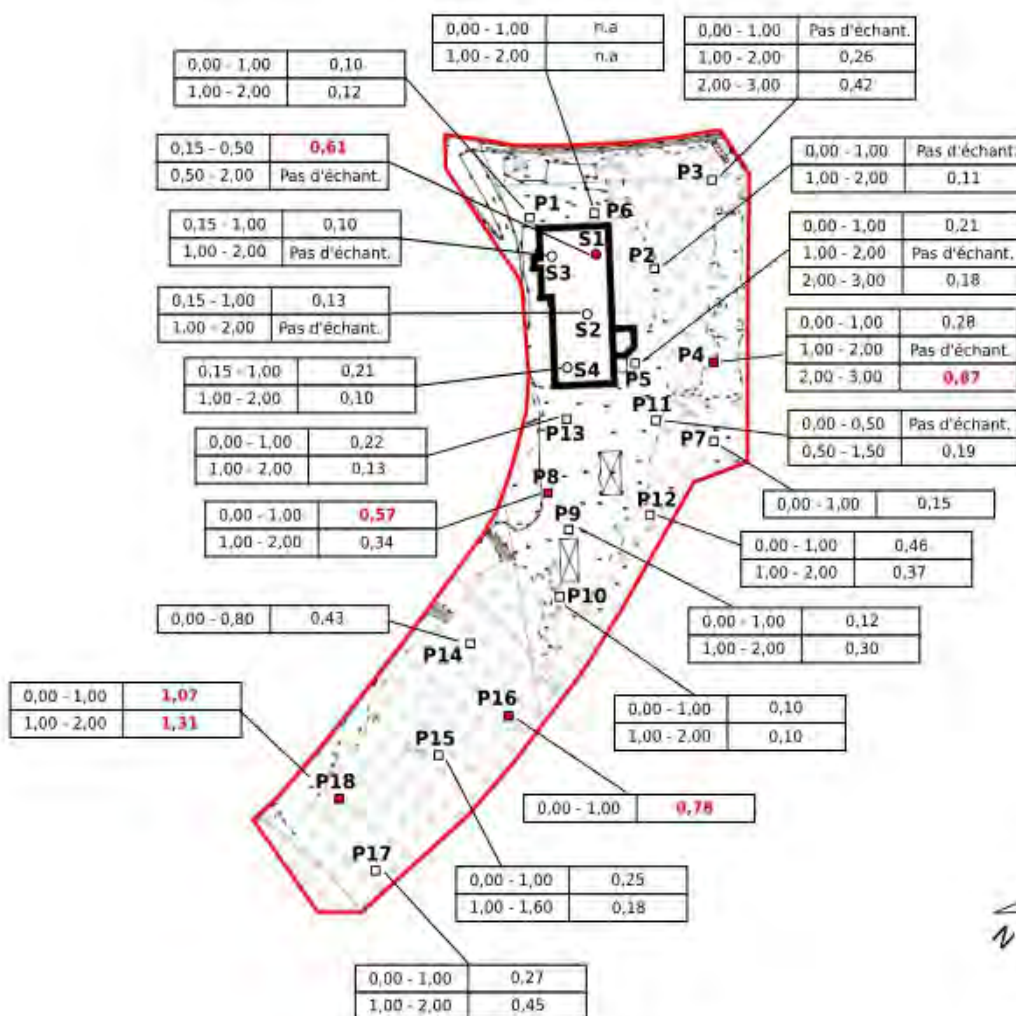 0,00 - 1,00 n.a
1,00 - 2,00 n.a
0,00 - 1,00 Pas d'échant.
1,00 - 2,00 0,26
2,00 - 3,00 0,42
0,00 - 1,00 0,10
1,00 - 2,00 0,12
0,15 - 0,50 0,61
0,50 - 2,00 Pas d'échant.
0,00 - 1,00 Pas d'échant.
1,00 - 2,00 0,11
P3
P1
P6
0,15 - 1,00 0,10
1,00 - 2,00 Pas d'échant.
S1
S3
P2
0,00 - 1,00 0,21
1,00 - 2,00 Pas d'échant.
2,00 - 3,00 0,18
0,15 - 1,00 0,13
1,00 - 2,00 Pas d'échant.
S2
0,00 - 1,00 0,28
1,00 - 2,00 Pas d'échant.
2,00 - 3,00 0,87
P4
0,15 - 1,00 0,21
1,00 - 2,00 0,10
S4
P5
P11
P13
0,00 - 0,50 Pas d'échant.
0,50 - 1,50 0,19
0,00 - 1,00 0,22
1,00 - 2,00 0,13
P7
P8
0,00 - 1,00 0,15
0,00 - 1,00 0,57
1,00 - 2,00 0,34
P12
P9
0,00 - 1,00 0,46
1,00 - 2,00 0,37
P10
0,00 - 0,80 0,43
0,00 - 1,00 0,12
1,00 - 2,00 0,30
P14
0,00 - 1,00 1,07
1,00 - 2,00 1,31
P16
0,00 - 1,00 0,10
1,00 - 2,00 0,10
P15
P18
0,00 - 1,00 0,78
P17
0,00 - 1,00 0,25
1,00 - 1,60 0,18
N
0,00 - 1,00 0,27
1,00 - 2,00 0,45